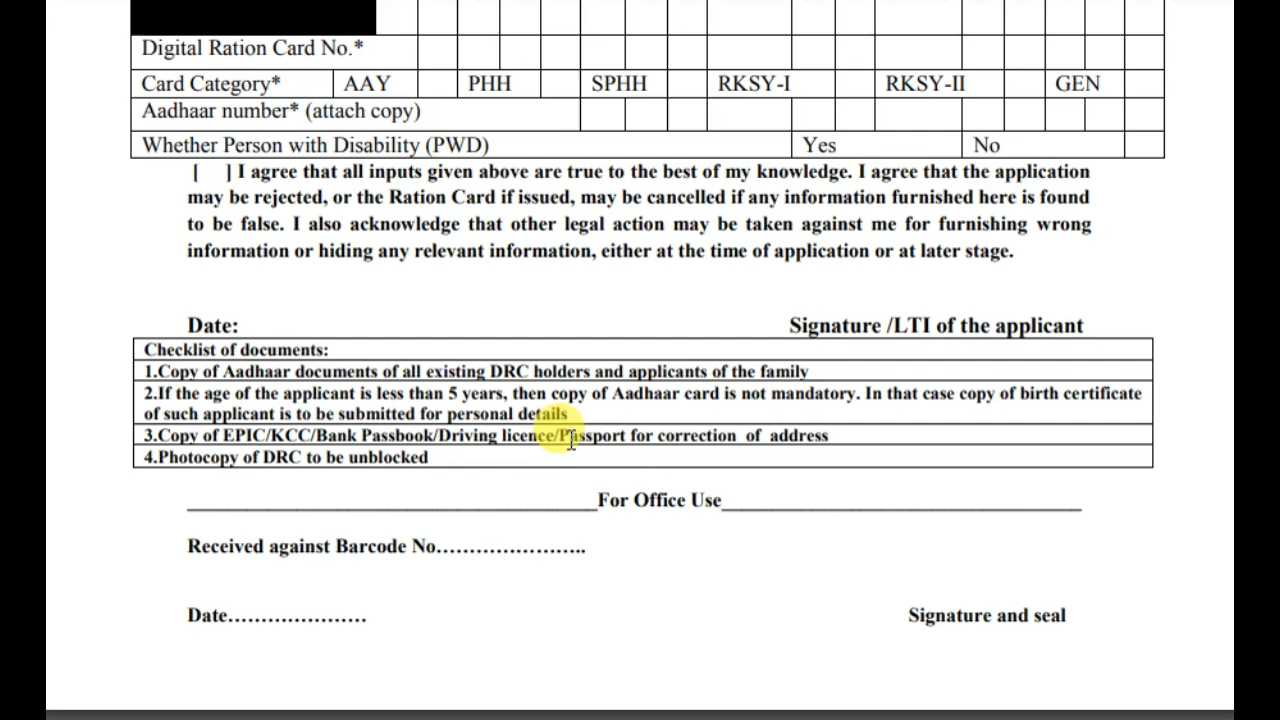 Digital Ration Card No.*
Card Category* AAY PHH SPHH RKSY-I RKSY-II GEN
Aadhaar number* (attach copy)
Whether Person with Disability (PWD) Yes No
[ ] I agree that all inputs given above are true to the best of my knowledge. I agree that the application
may be rejected, or the Ration Card if issued, may be cancelled if any information furnished here is found
to be false. I also acknowledge that other legal action may be taken against me for furnishing wrong
information or hiding any relevant information, either at the time of application or at later stage.
Date: Signature /LTI of the applicant
Checklist of documents:
1.Copy of Aadhaar documents of all existing DRC holders and applicants of the family
2.If the age of the applicant is less than 5 years, then copy of Aadhaar card is not mandatory. In that case copy of birth certificate
of such applicant is to be submitted for personal details
3.Copy of EPIC/KCC/Bank Passbook/Driving licence/Passport for correction of address
4.Photocopy of DRC to be unblocked
For Office Use
Received against Barcode No…………………..
Date………………… Signature and seal